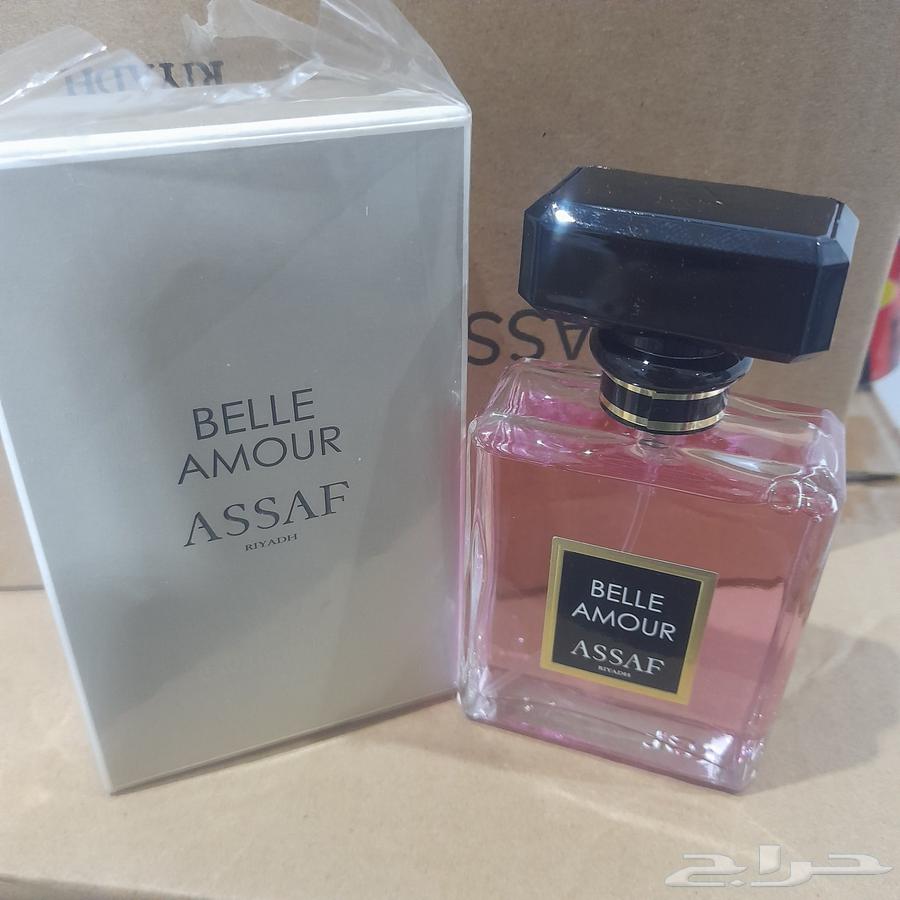 RIYADH
BELLE
AMOUR
ASSAF
RIYADH
ASS
BELLE
AMOUR
ASSAF
RIYADH
حراج